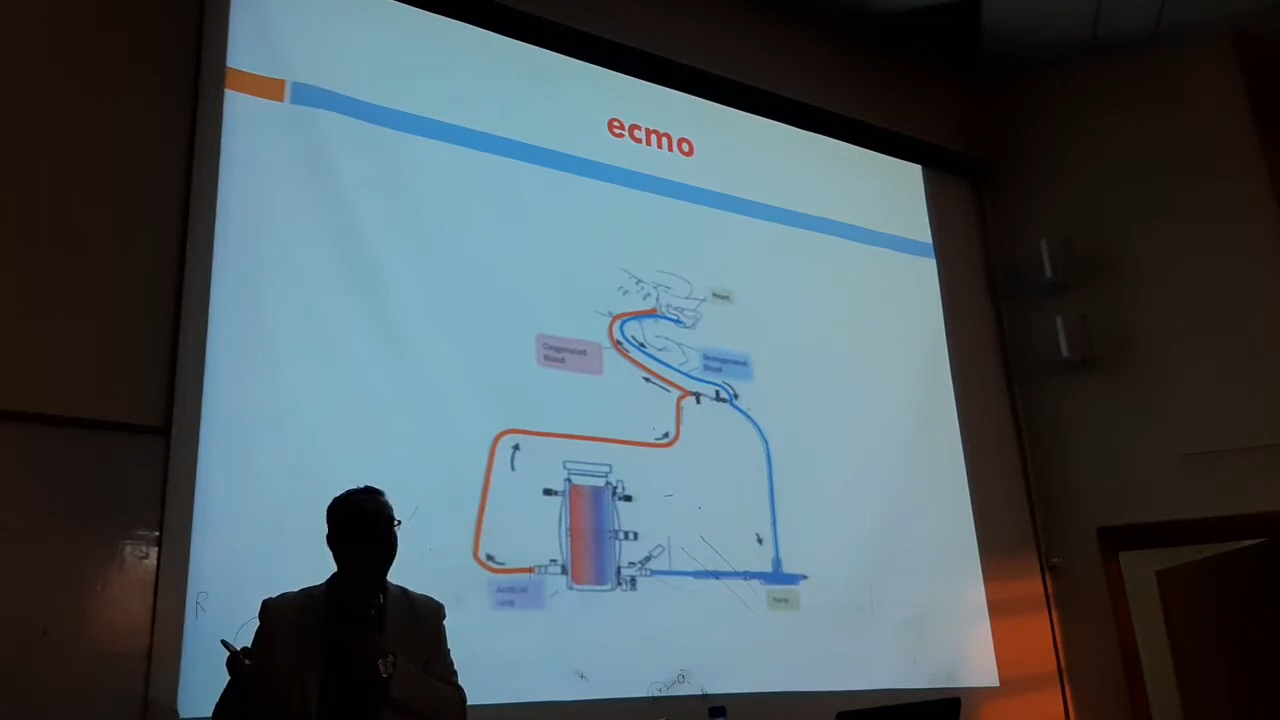 ecmo
Heart
Oxygenated
Blood
Deoxygenated
Blood
Artificial
Lung
Pump
R